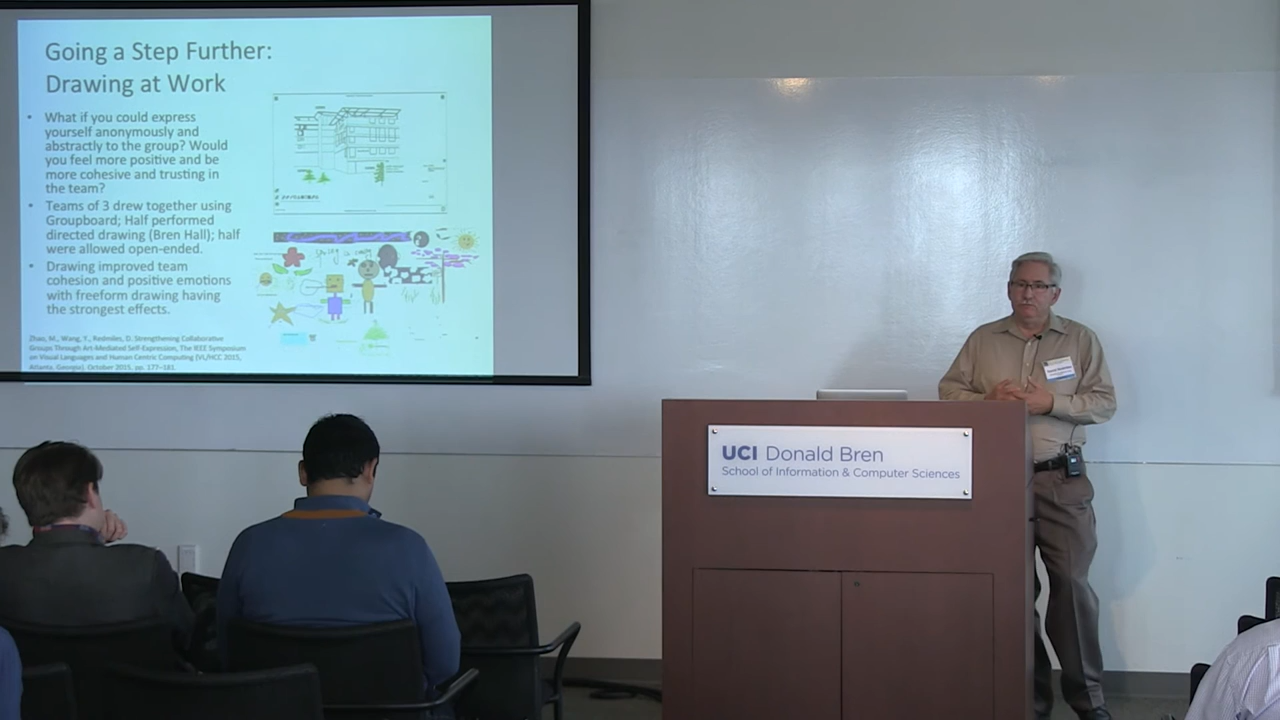 Going a Step Further:
Drawing at Work
• What if you could express
yourself anonymously and
abstractly to the group? Would
you feel more positive and be
more cohesive and trusting in
the team?
• Teams of 3 drew together using
Groupboard; Half performed
directed drawing (Bren Hall); half
were allowed open-ended.
• Drawing improved team
cohesion and positive emotions
with freeform drawing having
the strongest effects.
Zhao, M., Wang, Y., Redmiles, D. Strengthening Collaborative
Groups Through Art-Mediated Self-Expression, The IEEE Symposium
on Visual Languages and Human Centric Computing (VL/HCC 2015,
Atlanta, Georgia), October 2015, pp. 177–181.
UCI Donald Bren
School of Information & Computer Sciences